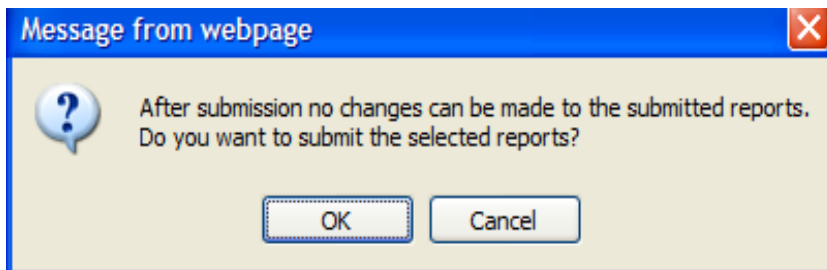 Message from webpage
After submission no changes can be made to the submitted reports.
Do you want to submit the selected reports?
OK
Cancel